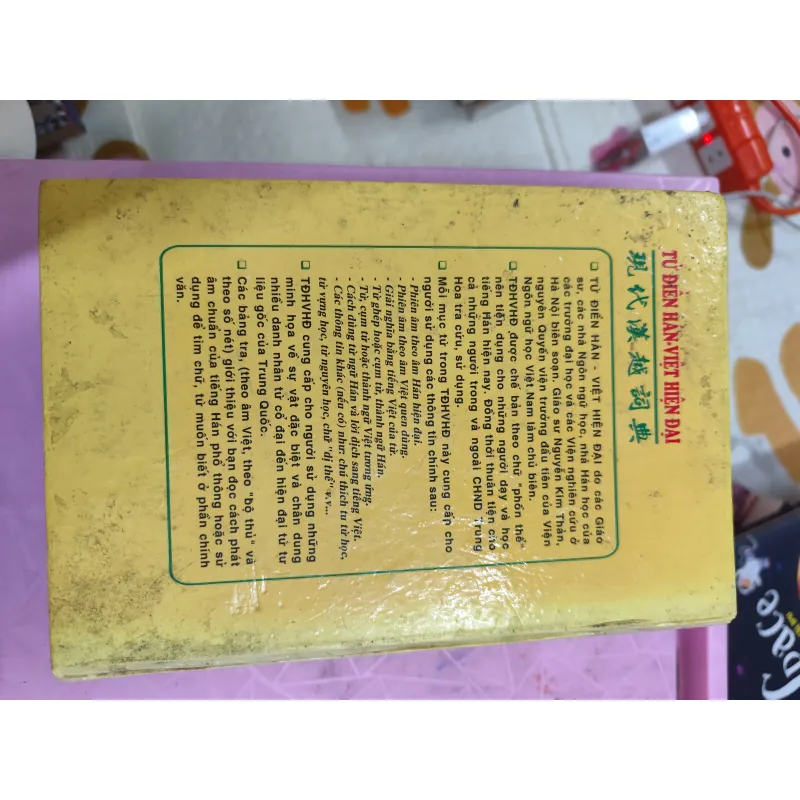 TỪ ĐIỂN HÁN-VIỆT HIỆN ĐẠI
現代漢越詞典
❏ TỪ ĐIỂN HÁN - VIỆT HIỆN ĐẠI do các Giáo
sư, các nhà Ngôn ngữ học, nhà Hán học của
các trường đại học và các Viện nghiên cứu ở
Hà Nội biên soạn. Giáo sư Nguyễn Kim Thản,
nguyên Quyền viện trưởng đầu tiên của Viện
Ngôn ngữ học Việt Nam làm chủ biên.
❏ TĐHVHĐ được chế bản theo chữ "phồn thể"
nên tiện dụng cho những người dạy và học
tiếng Hán hiện nay. Đồng thời thuận tiện cho
cả những người trong và ngoài CHND Trung
Hoa tra cứu, sử dụng.
❏ Mỗi mục từ trong TĐHVHĐ này cung cấp cho
người sử dụng các thông tin chính sau:
- Phiên âm theo âm Hán hiện đại.
- Phiên âm theo âm Việt quen dùng.
- Giải nghĩa bằng tiếng Việt của từ.
- Từ ghép hoặc cụm từ, thành ngữ Hán.
- Từ, cụm từ hoặc thành ngữ Việt tương ứng.
- Cách dùng từ ngữ Hán và lời dịch sang tiếng Việt.
- Các thông tin khác (nếu có) như: chú thích tu từ học,
từ vựng học, từ nguyên học, chữ "dị thể" v.v...
❏ TĐHVHĐ cung cấp cho người sử dụng những
minh họa về sự vật đặc biệt và chân dung
nhiều danh nhân từ cổ đại đến hiện đại từ tư
liệu gốc của Trung Quốc.
❏ Các bảng tra, (theo âm Việt, theo "bộ thủ" và
theo số nét) giới thiệu với bạn đọc cách phát
âm chuẩn của tiếng Hán phổ thông hoặc sử
dụng để tìm chữ, từ muốn biết ở phần chính
văn.
Space